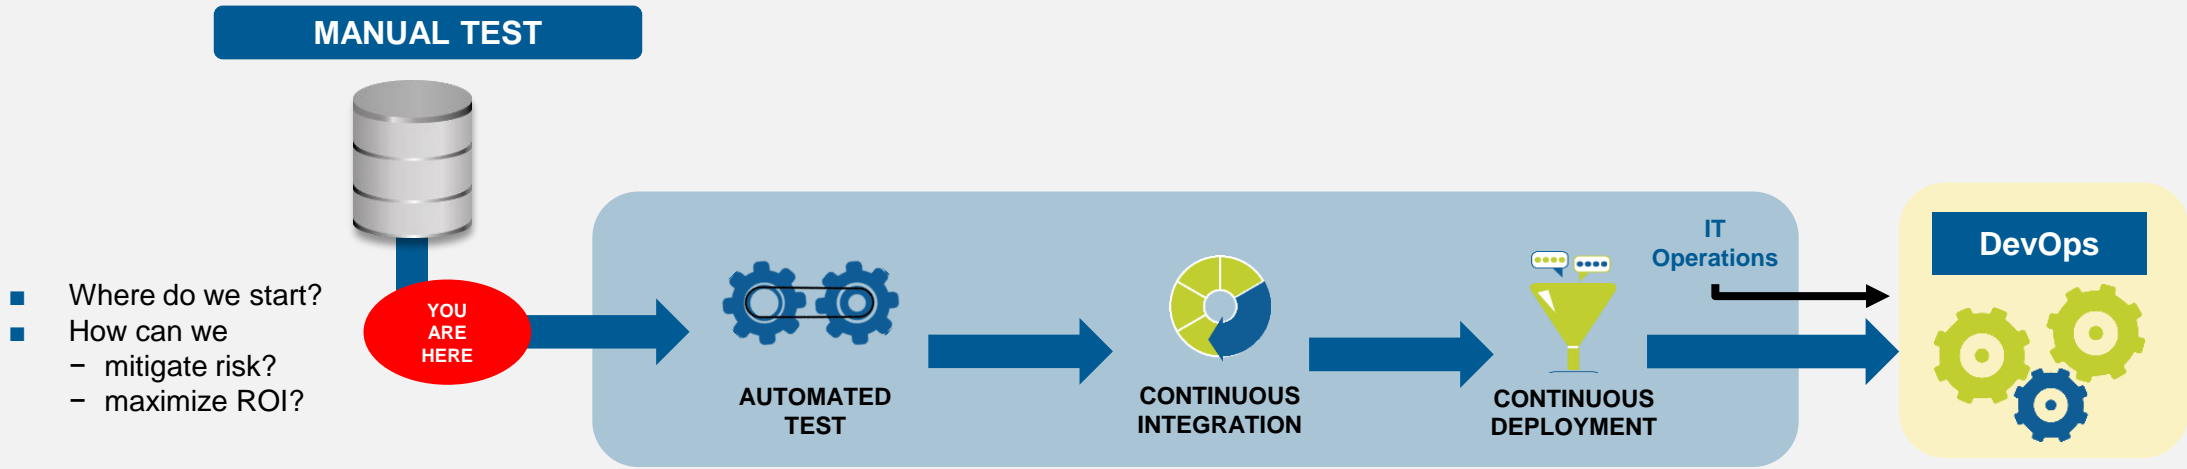 MANUAL TEST
■ Where do we start?
■ How can we
− mitigate risk?
− maximize ROI?
YOU
ARE
HERE
AUTOMATED
TEST
CONTINUOUS
INTEGRATION
CONTINUOUS
DEPLOYMENT
IT
Operations
DevOps